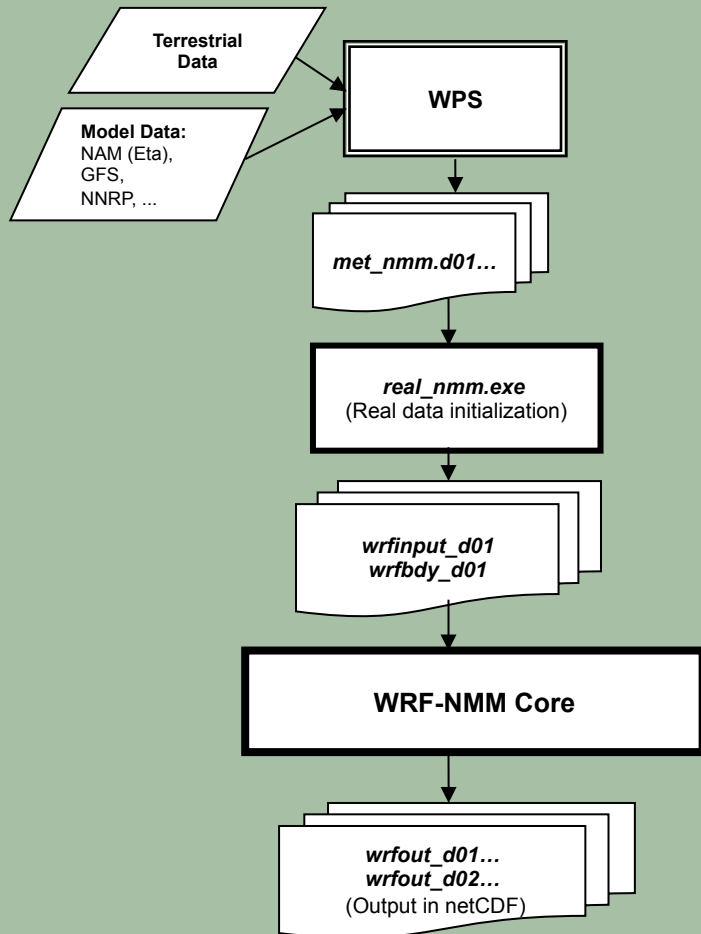 Terrestrial
Data
WPS
Model Data:
NAM (Eta),
GFS,
NNRP, ...
met_nmm.d01…
real_nmm.exe
(Real data initialization)
wrfinput_d01
wrfbdy_d01
WRF-NMM Core
wrfout_d01…
wrfout_d02…
(Output in netCDF)